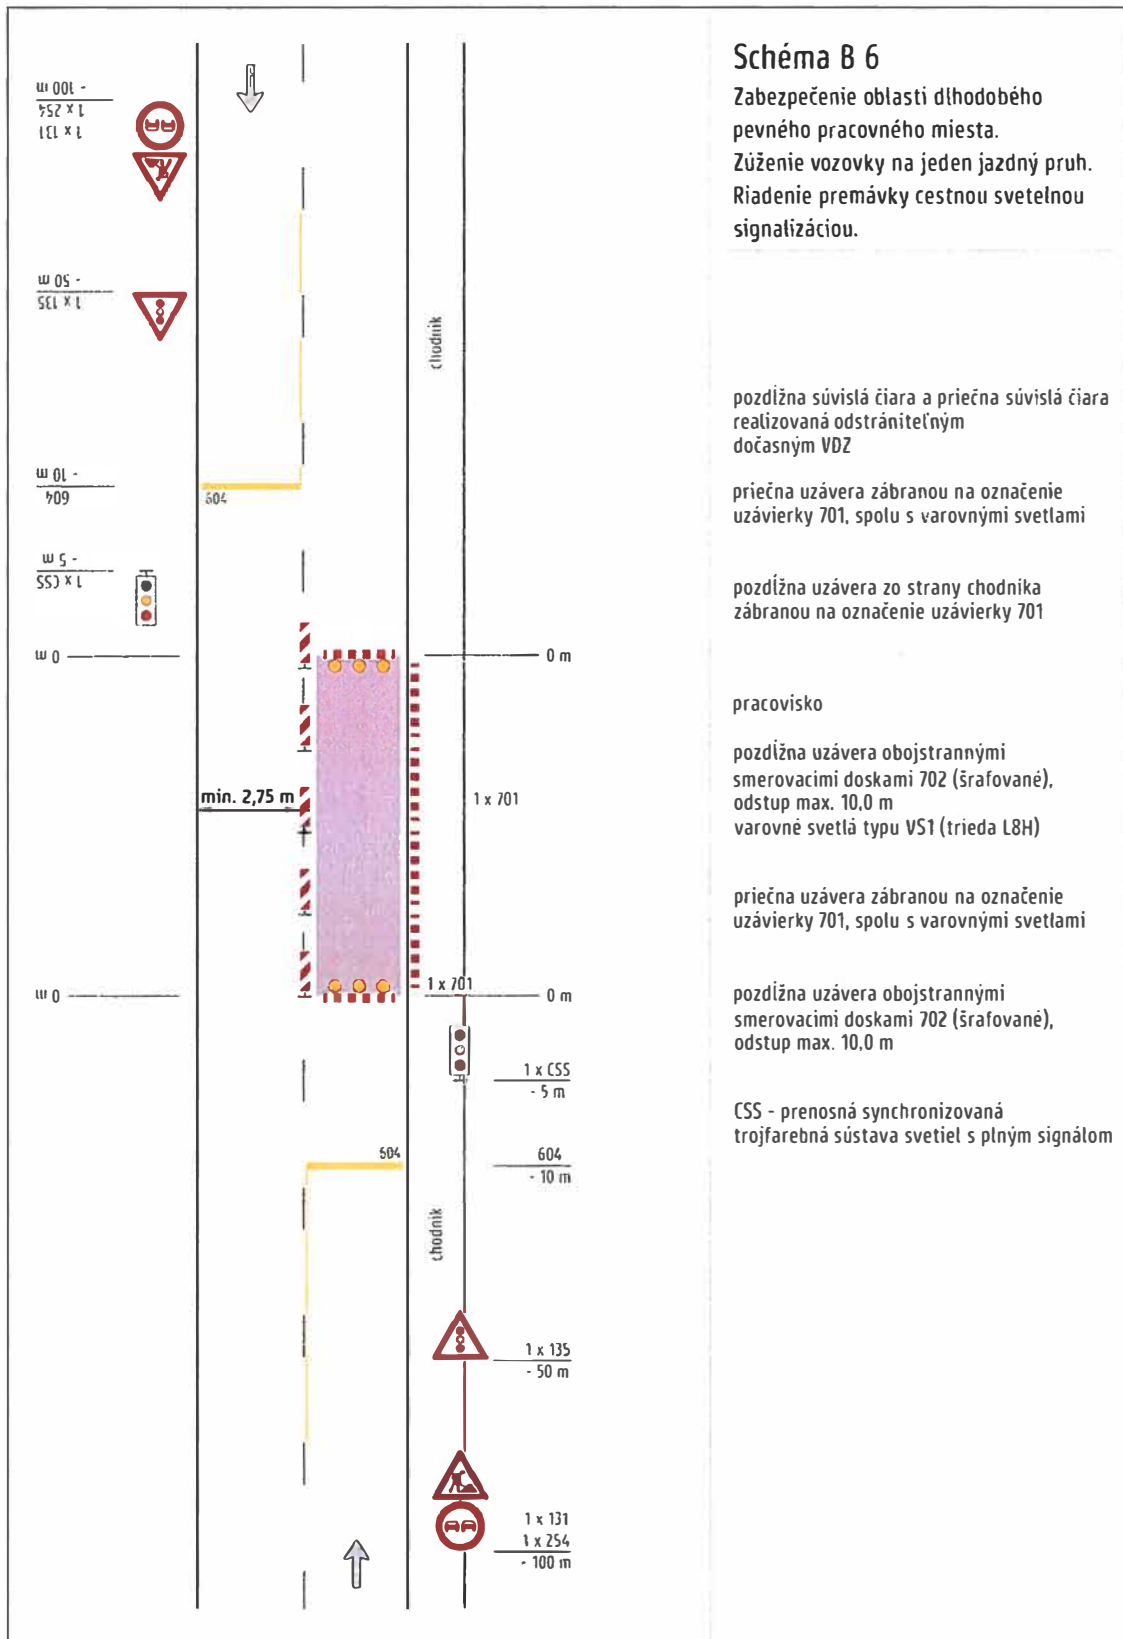 Schéma B 6
Zabezpečenie oblasti dlhodobého
pevného pracovného miesta.
Zúženie vozovky na jeden jazdný pruh.
Riadenie premávky cestnou svetelnou
signalizáciou.
- 100 m
1 x 254
1 x 131
- 50 m
1 x 135
chodník
pozdĺžna súvislá čiara a priečna súvislá čiara
realizovaná odstrániteľným
dočasným VDZ
- 10 m
604
604
priečna uzávera zábranou na označenie
uzávierky 701, spolu s varovnými svetlami
- 5 m
1 x CSS
pozdĺžna uzávera zo strany chodníka
zábranou na označenie uzávierky 701
0 m
0 m
pracovisko
pozdĺžna uzávera obojstrannými
smerovacími doskami 702 (šrafované),
odstup max. 10,0 m
varovné svetlá typu VS1 (trieda L8H)
min. 2,75 m
1 x 701
priečna uzávera zábranou na označenie
uzávierky 701, spolu s varovnými svetlami
1 x 701
0 m
0 m
pozdĺžna uzávera obojstrannými
smerovacími doskami 702 (šrafované),
odstup max. 10,0 m
1 x CSS
- 5 m
CSS - prenosná synchronizovaná
trojfarebná sústava svetiel s plným signálom
604
604
- 10 m
chodník
1 x 135
- 50 m
1 x 131
1 x 254
- 100 m